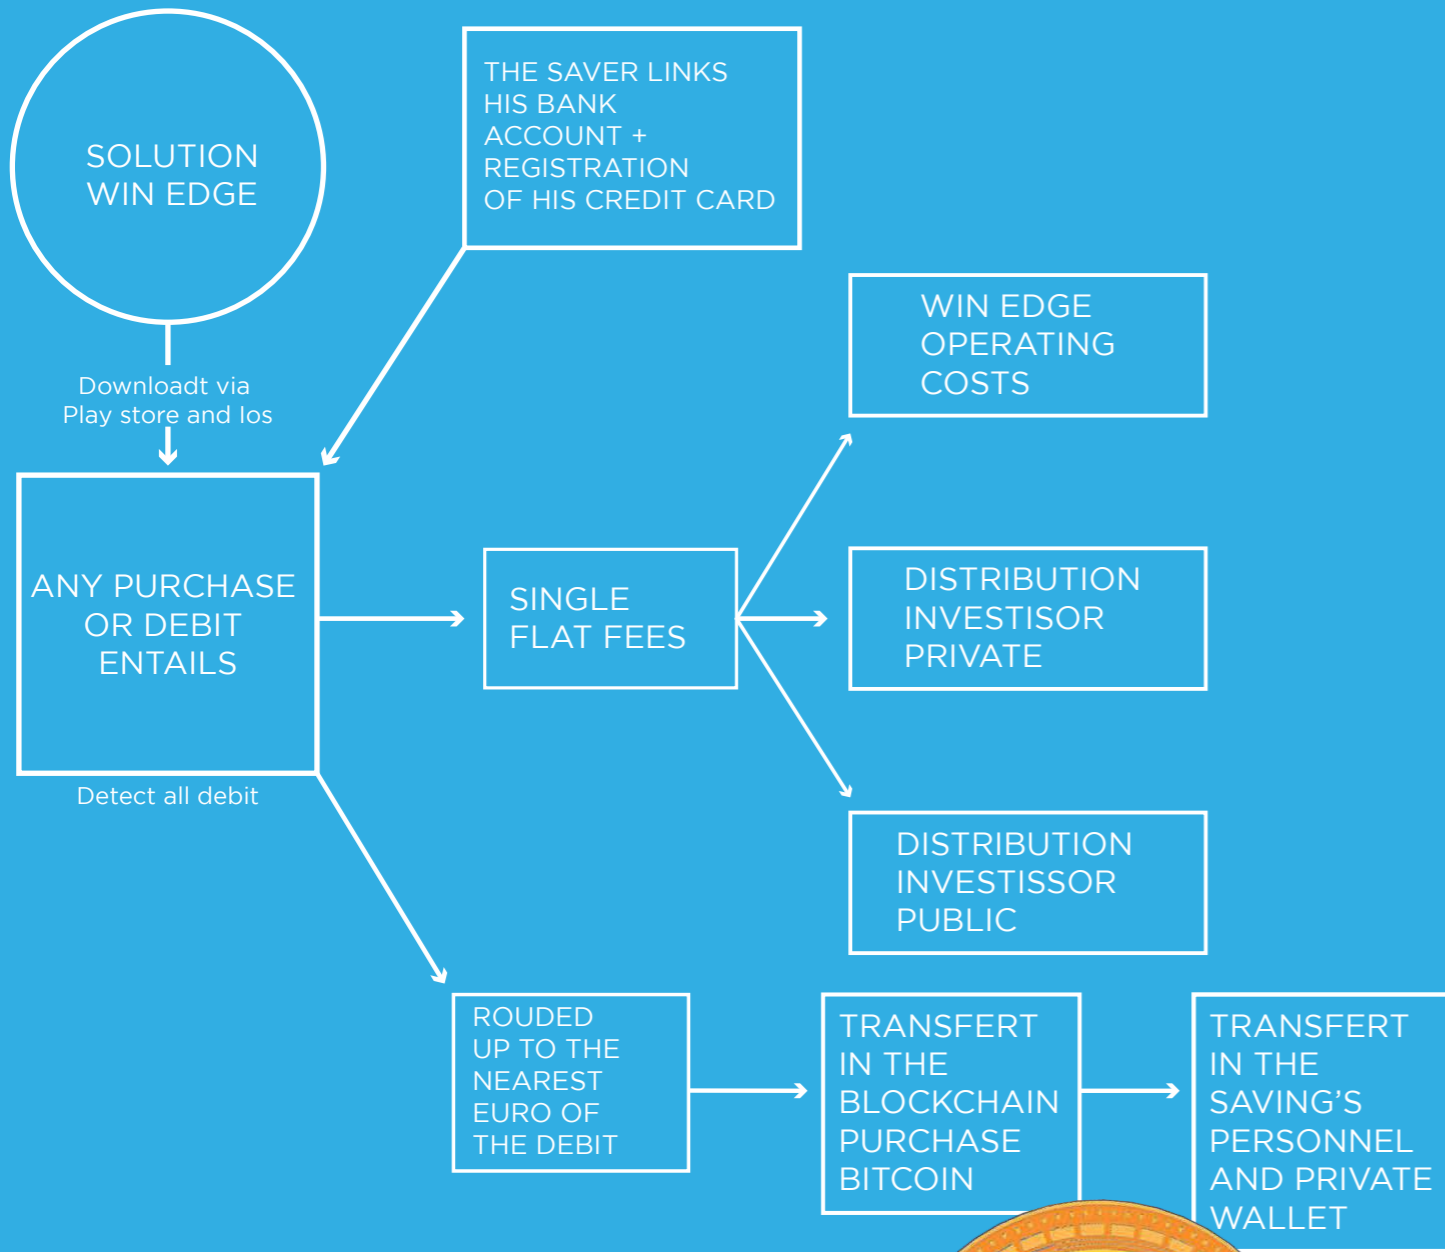 SOLUTION
WIN EDGE
THE SAVER LINKS
HIS BANK
ACCOUNT +
REGISTRATION
OF HIS CREDIT CARD
Downloadt via
Play store and Ios
WIN EDGE
OPERATING
COSTS
ANY PURCHASE
OR DEBIT
ENTAILS
Detect all debit
SINGLE
FLAT FEES
DISTRIBUTION
INVESTISOR
PRIVATE
DISTRIBUTION
INVESTISSOR
PUBLIC
ROUDED
UP TO THE
NEAREST
EURO OF
THE DEBIT
TRANSFERT
IN THE
BLOCKCHAIN
PURCHASE
BITCOIN
TRANSFERT
IN THE
SAVING’S
PERSONNEL
AND PRIVATE
WALLET